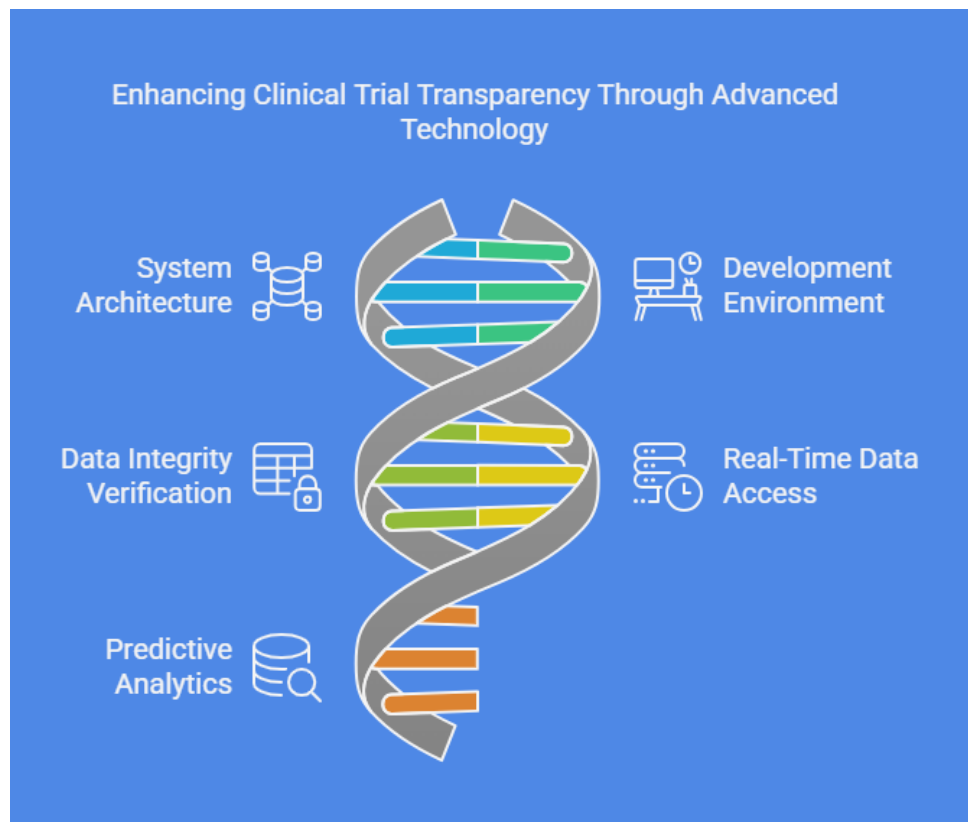 Enhancing Clinical Trial Transparency Through Advanced
Technology
System
Architecture
Development
Environment
Data Integrity
Verification
Real-Time Data
Access
Predictive
Analytics